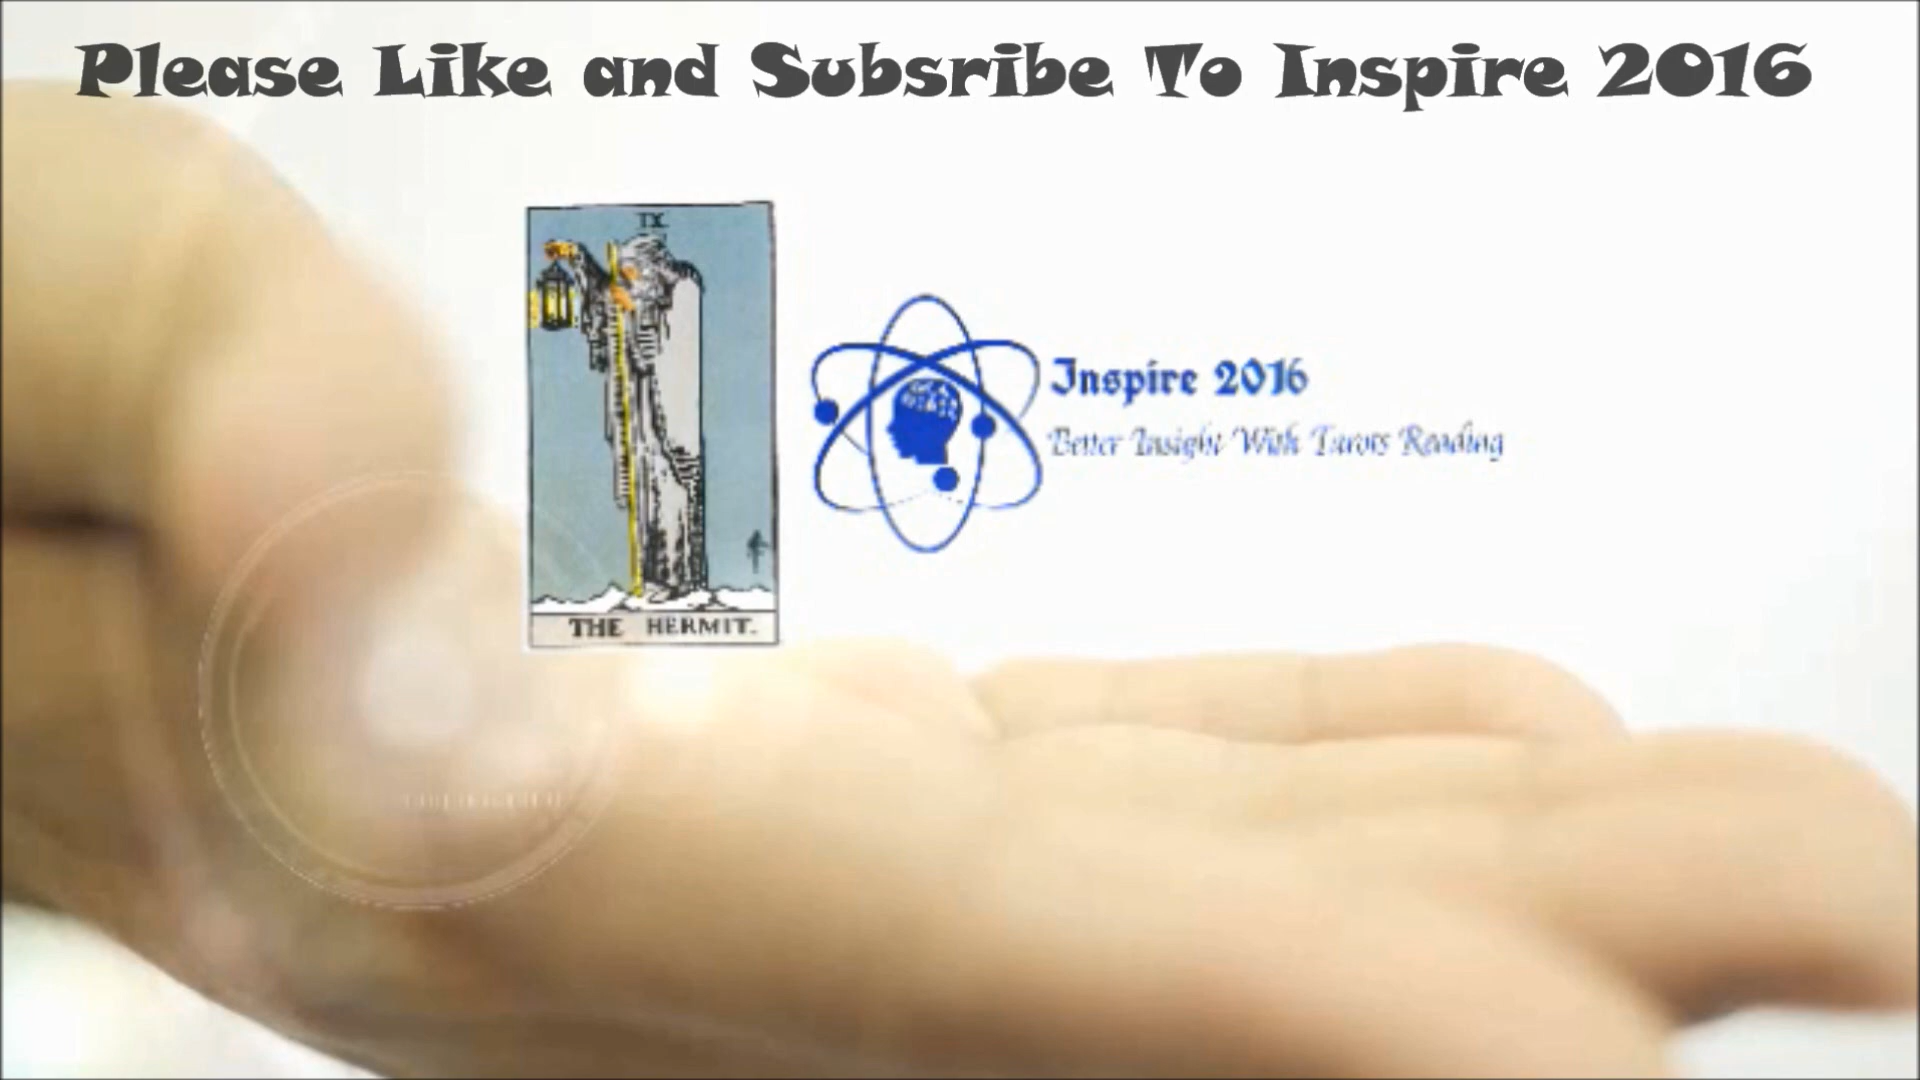 Please Like and Subsribe To Inspire 2016
IX
THE HERMIT.
Inspire 2016
Better Insight With Tarots Reading